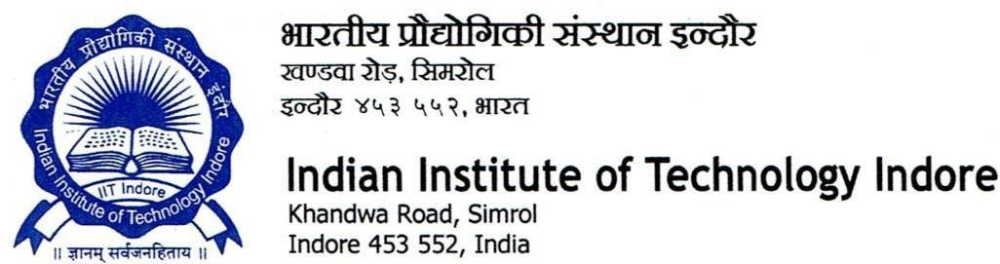 भारतीय प्रौद्योगिकी संस्थान इंदौर
Indian Institute of Technology Indore
IIT Indore
॥ ज्ञानम् सर्वजनहिताय ॥
भारतीय प्रौद्योगिकी संस्थान इन्दौर
खण्डवा रोड़, सिमरोल
इन्दौर ४५३ ५५२, भारत
Indian Institute of Technology Indore
Khandwa Road, Simrol
Indore 453 552, India